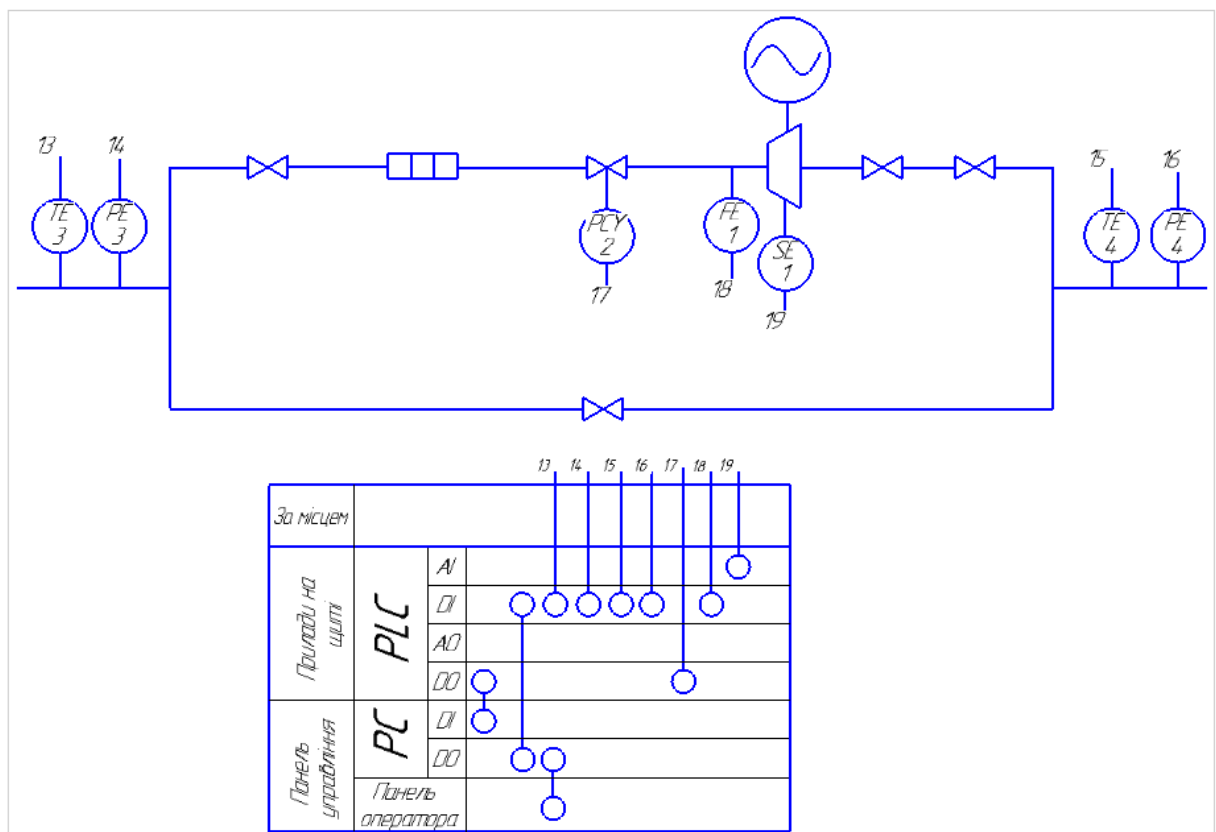 13 14
TE
3
PE
3
PCY
2
17
FE
1
18
SE
1
19
15 16
TE
4
PE
4
13 14 15 16 17 18 19
За місцем
Прилади на
щиті
PLC
AI
DI
AO
DO
Панель
управління
PC
DI
DO
Панель
оператора